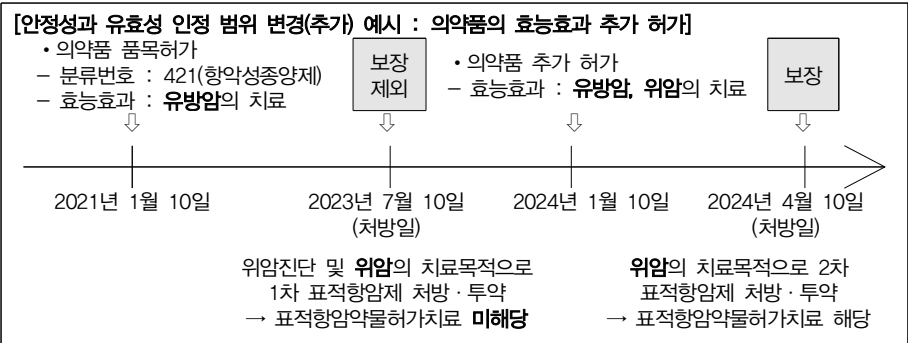 [안정성과 유효성 인정 범위 변경(추가) 예시 : 의약품의 효능효과 추가 허가]
• 의약품 품목허가
− 분류번호 : 421(항악성종양제)
− 효능효과 : 유방암의 치료
보장
제외
• 의약품 추가 허가
− 효능효과 : 유방암, 위암의 치료
보장
2021년 1월 10일
2023년 7월 10일
(처방일)
2024년 1월 10일
2024년 4월 10일
(처방일)
위암진단 및 위암의 치료목적으로
1차 표적항암제 처방 · 투약
→ 표적항암약물허가치료 미해당
위암의 치료목적으로 2차
표적항암제 처방 · 투약
→ 표적항암약물허가치료 해당